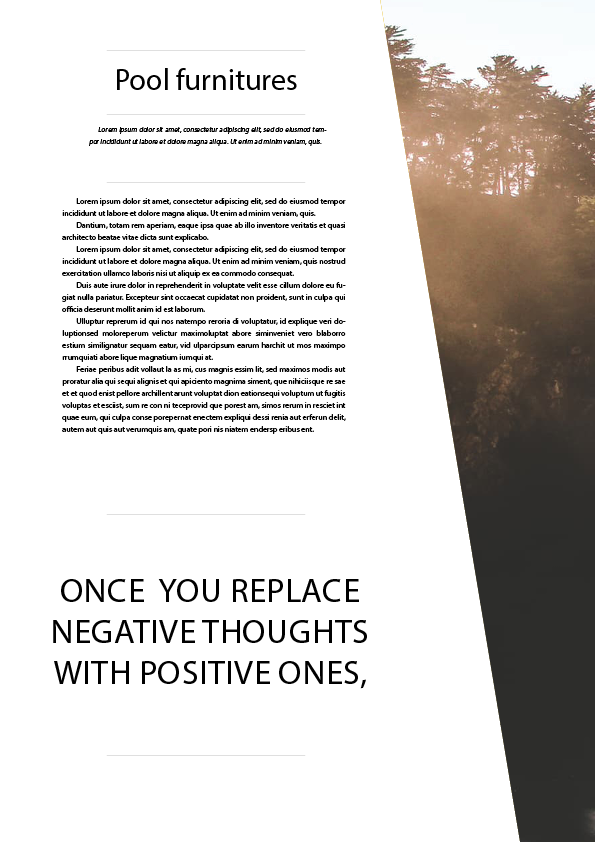 Pool furnitures
Lorem ipsum dolor sit amet, consectetur adipiscing elit, sed do eiusmod tem-
por incididunt ut labore et dolore magna aliqua. Ut enim ad minim veniam, quis.
Lorem ipsum dolor sit amet, consectetur adipiscing elit, sed do eiusmod tempor
incididunt ut labore et dolore magna aliqua. Ut enim ad minim veniam, quis.
Dantium, totam rem aperiam, eaque ipsa quae ab illo inventore veritatis et quasi
architecto beatae vitae dicta sunt explicabo.
Lorem ipsum dolor sit amet, consectetur adipiscing elit, sed do eiusmod tempor
incididunt ut labore et dolore magna aliqua. Ut enim ad minim veniam, quis nostrud
exercitation ullamco laboris nisi ut aliquip ex ea commodo consequat.
Duis aute irure dolor in reprehenderit in voluptate velit esse cillum dolore eu fu-
giat nulla pariatur. Excepteur sint occaecat cupidatat non proident, sunt in culpa qui
officia deserunt mollit anim id est laborum.
Ulluptur reprerum id qui nos natempo reroria di voluptatur, id explique veri do-
luptionsed moloreperum velictur maximoluptat abore siminveniet vero blaborro
estium similignatur sequam eatur, vid ulparcipsum earum harchit ut mos maximpo
rrumquiati abore lique magnatium iumqui at.
Feriae peribus adit vollaut la as mi, cus magnis essim lit, sed maximos modis aut
proratur alia qui sequi alignis et qui apiciento magnima siment, que nihiciisque re sae
et et quod enist pellore archillent arunt voluptat dion eationsequi voluptum ut fugitis
voluptas et esciist, sum re con ni teceprovid que porest am, simos rerum in resciet int
quae eum, qui culpa conse porepernat enectem expliqui dessi renia aut erferun delit,
autem aut quis aut verumquis am, quate pori nis niatem endersp eribus ent.
ONCE YOU REPLACE
NEGATIVE THOUGHTS
WITH POSITIVE ONES,